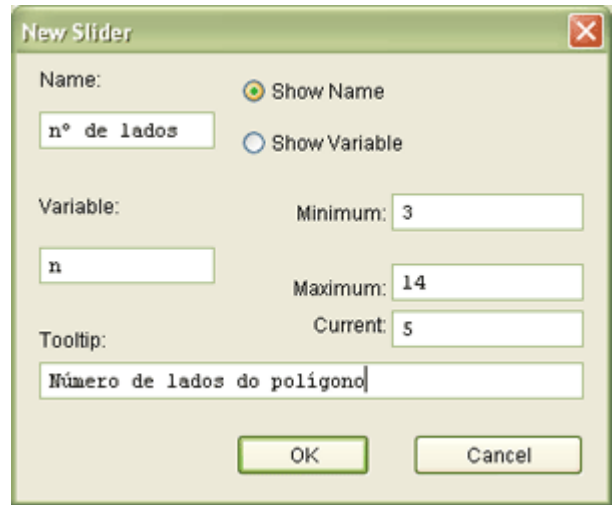 New Slider
Name:
Show Name
nº de lados
Show Variable
Variable:
Minimum: 3
n
Maximum: 14
Current: 5
Tooltip:
Número de lados do polígono
OK
Cancel